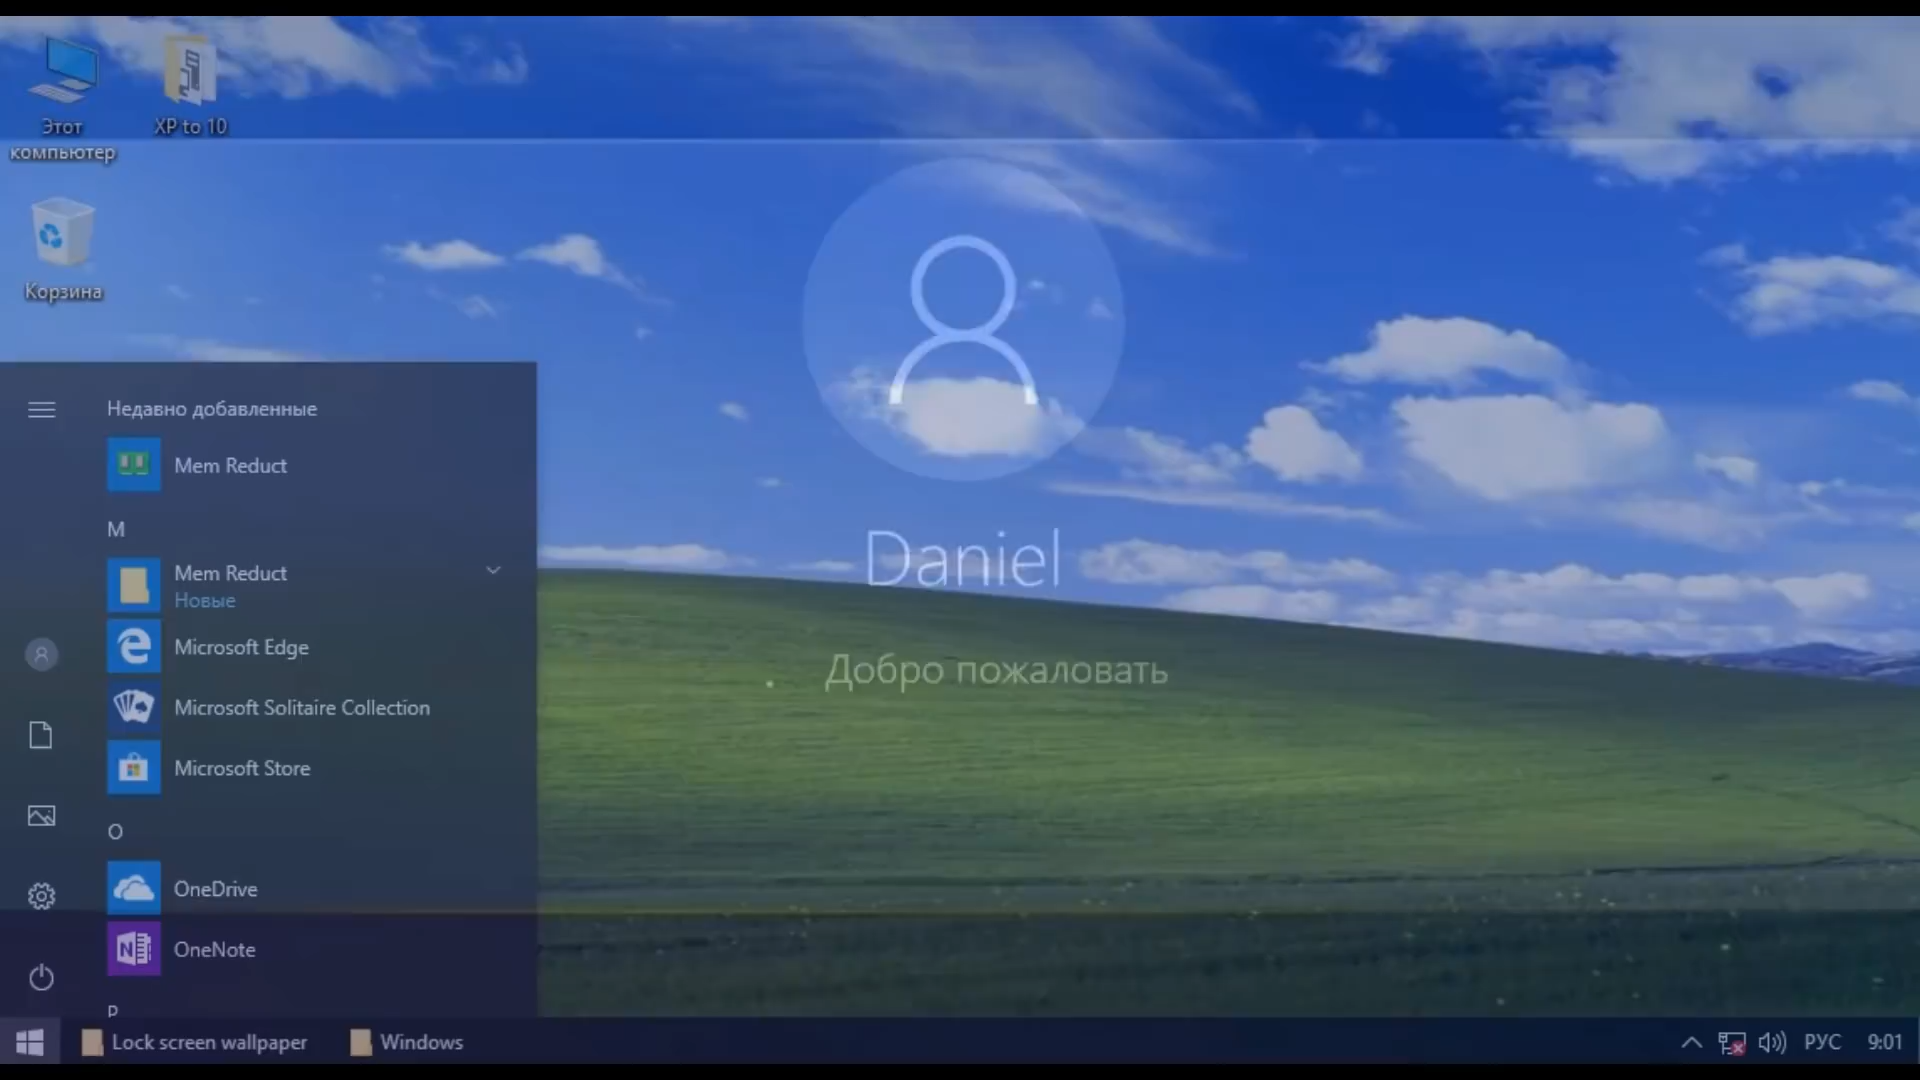 Этот
компьютер
XP to 10
Корзина
Недавно добавленные
Mem Reduct
M
Mem Reduct
Новые
Microsoft Edge
Microsoft Solitaire Collection
Microsoft Store
O
OneDrive
OneNote
P
Daniel
Добро пожаловать
Lock screen wallpaper
Windows
РУС
9:01